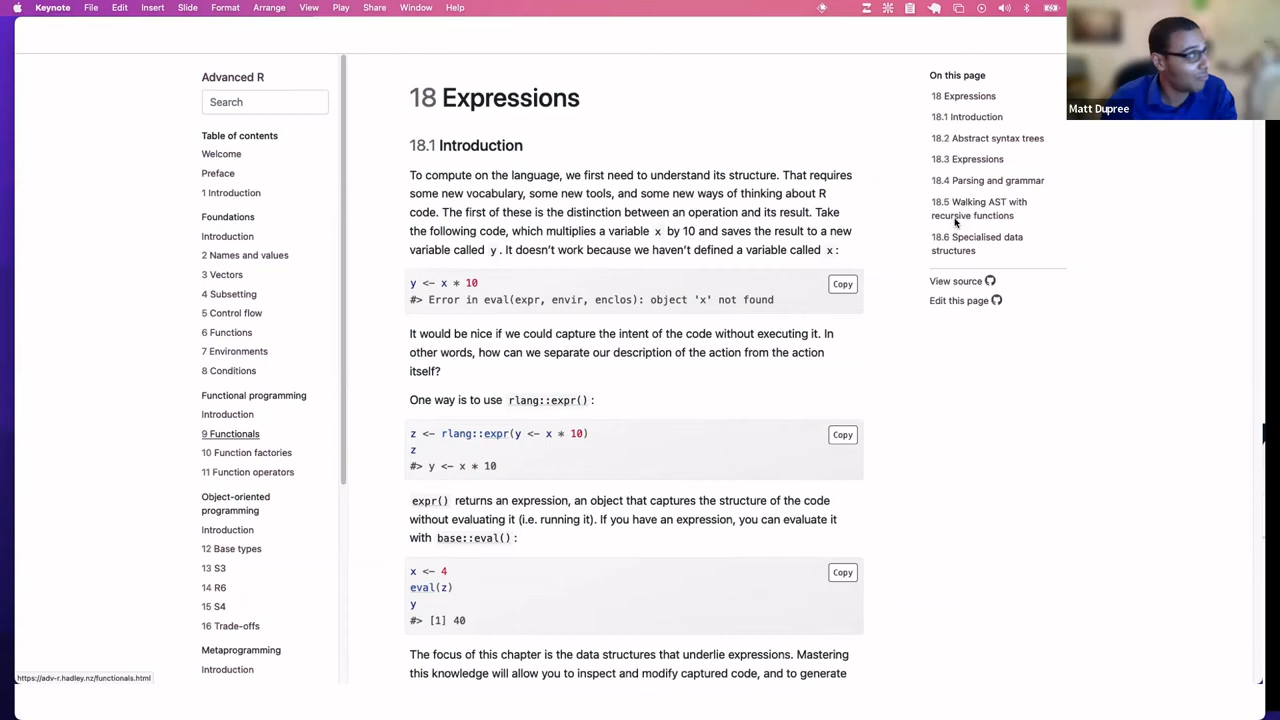 Keynote File Edit Insert Slide Format Arrange View Play Share Window Help
Advanced R
Search
Table of contents
Welcome
Preface
1 Introduction
Foundations
Introduction
2 Names and values
3 Vectors
4 Subsetting
5 Control flow
6 Functions
7 Environments
8 Conditions
Functional programming
Introduction
9 Functionals
10 Function factories
11 Function operators
Object-oriented
programming
Introduction
12 Base types
13 S3
14 R6
15 S4
16 Trade-offs
Metaprogramming
Introduction
https://adv-r.hadley.nz/functionals.html
18 Expressions
18.1 Introduction
To compute on the language, we first need to understand its structure. That requires
some new vocabulary, some new tools, and some new ways of thinking about R
code. The first of these is the distinction between an operation and its result. Take
the following code, which multiplies a variable x by 10 and saves the result to a new
variable called y. It doesn't work because we haven't defined a variable called x:
y <- x * 10
Copy
#> Error in eval(expr, envir, enclos): object 'x' not found
It would be nice if we could capture the intent of the code without executing it. In
other words, how can we separate our description of the action from the action
itself?
One way is to use rlang::expr():
z <- rlang::expr(y <- x * 10)
Copy
z
#> y <- x * 10
expr() returns an expression, an object that captures the structure of the code
without evaluating it (i.e. running it). If you have an expression, you can evaluate it
with base::eval():
x <- 4
Copy
eval(z)
y
#> [1] 40
The focus of this chapter is the data structures that underlie expressions. Mastering
this knowledge will allow you to inspect and modify captured code, and to generate
On this page
18 Expressions
18.1 Introduction
18.2 Abstract syntax trees
18.3 Expressions
18.4 Parsing and grammar
18.5 Walking AST with
recursive functions
18.6 Specialised data
structures
View source
Edit this page
Matt Dupree